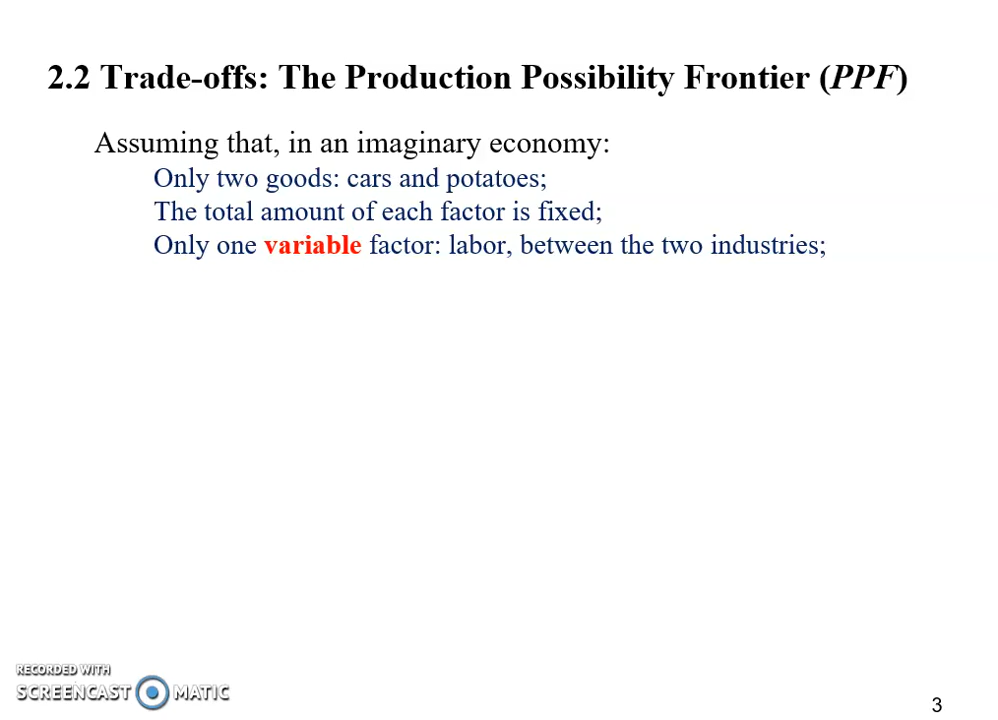 2.2 Trade-offs: The Production Possibility Frontier (PPF)
Assuming that, in an imaginary economy:
Only two goods: cars and potatoes;
The total amount of each factor is fixed;
Only one variable factor: labor, between the two industries;
RECORDED WITH
SCREENCAST MATIC
3